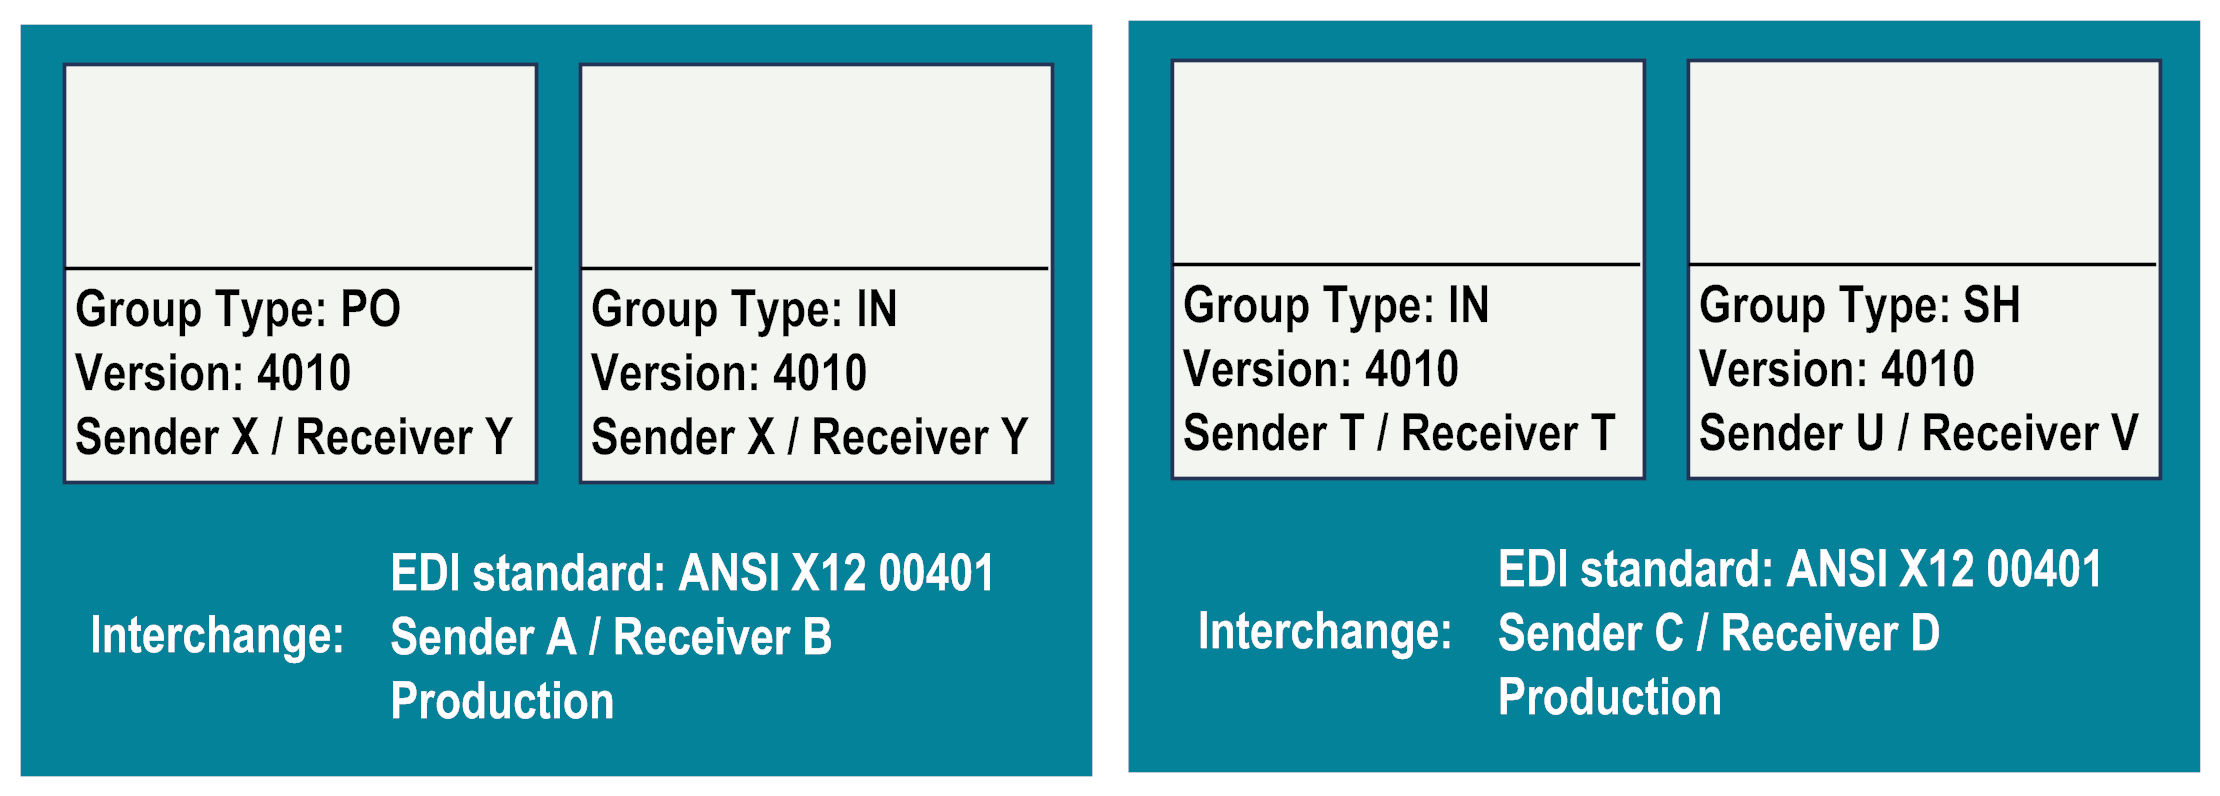 Group Type: PO
Version: 4010
Sender X / Receiver Y
Group Type: IN
Version: 4010
Sender X / Receiver Y
Interchange:
EDI standard: ANSI X12 00401
Sender A / Receiver B
Production
Group Type: IN
Version: 4010
Sender T / Receiver T
Group Type: SH
Version: 4010
Sender U / Receiver V
Interchange:
EDI standard: ANSI X12 00401
Sender C / Receiver D
Production